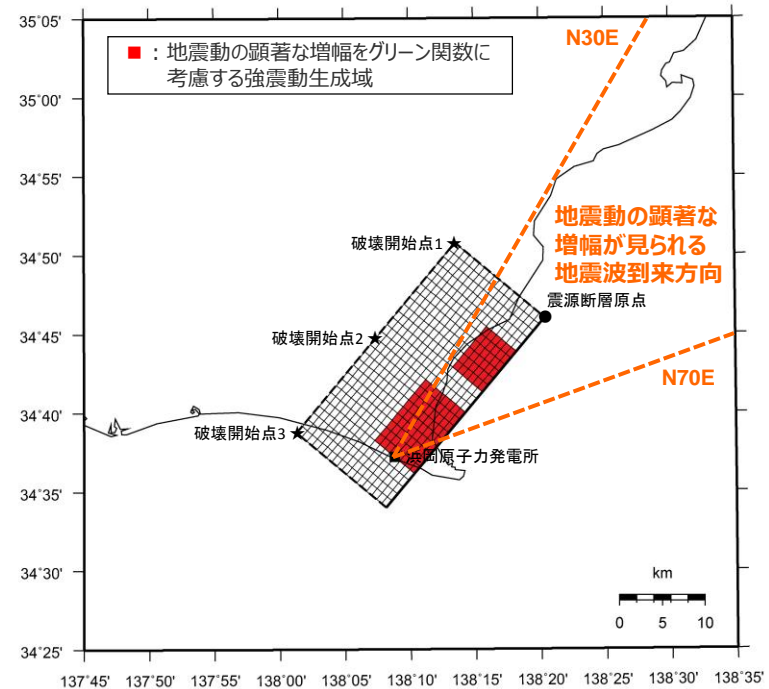 35˚05'
■：地震動の顕著な増幅をグリーン関数に
考慮する強震動生成域
N30E
35˚00'
34˚55'
地震動の顕著な
増幅が見られる
地震波到来方向
34˚50'
破壊開始点1
震源断層原点
34˚45'
破壊開始点2
N70E
34˚40'
破壊開始点3
浜岡原子力発電所
34˚35'
34˚30'
km
0 5 10
34˚25'
137˚45' 137˚50' 137˚55' 138˚00' 138˚05' 138˚10' 138˚15' 138˚20' 138˚25' 138˚30' 138˚35'